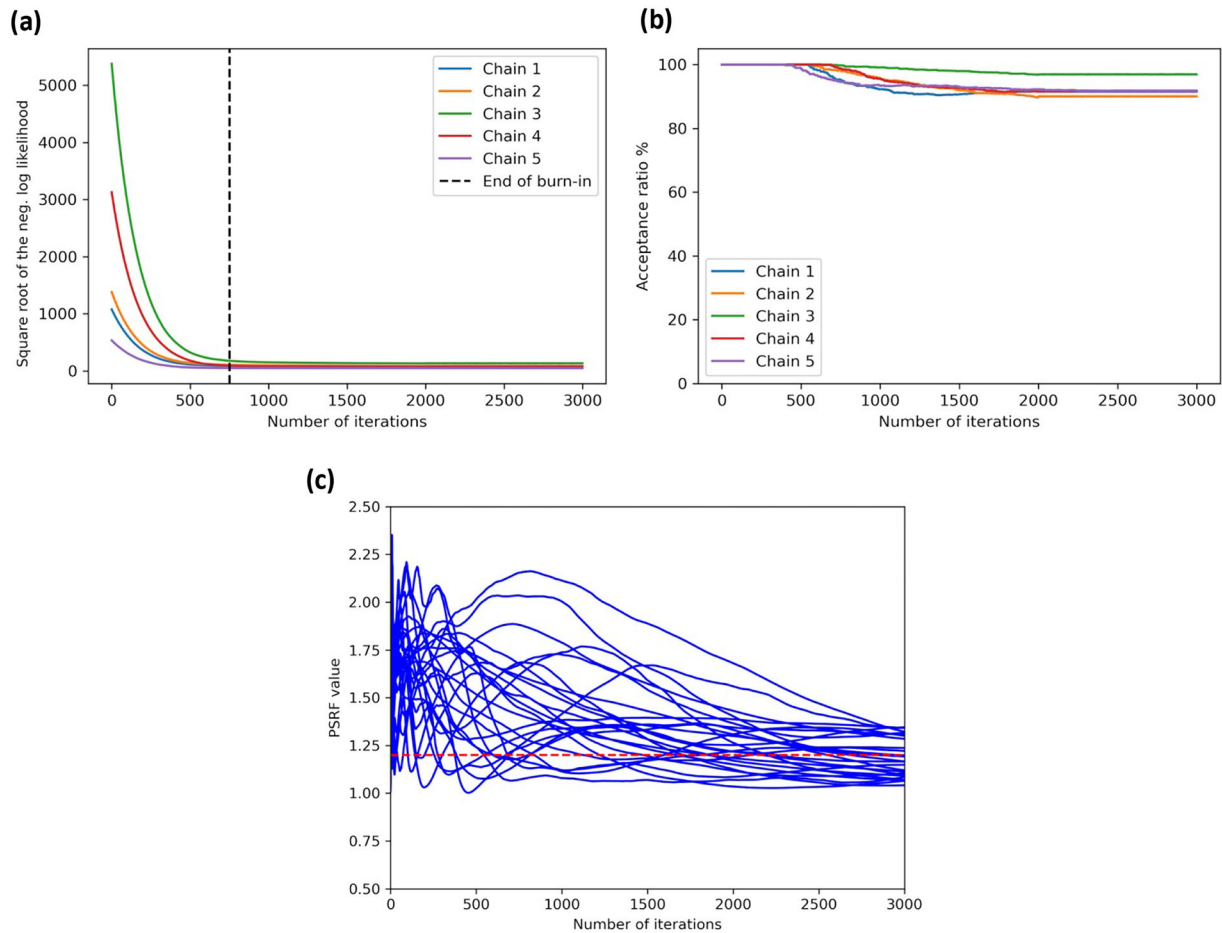 (a)
5000
4000
3000
2000
1000
0
Square root of the neg. log likelihood
0 500 1000 1500 2000 2500 3000
Number of iterations
Chain 1
Chain 2
Chain 3
Chain 4
Chain 5
End of burn-in
(b)
100
80
60
40
20
0
Acceptance ratio %
0 500 1000 1500 2000 2500 3000
Number of iterations
Chain 1
Chain 2
Chain 3
Chain 4
Chain 5
(c)
2.50
2.25
2.00
1.75
1.50
1.25
1.00
0.75
0.50
PSRF value
0 500 1000 1500 2000 2500 3000
Number of iterations